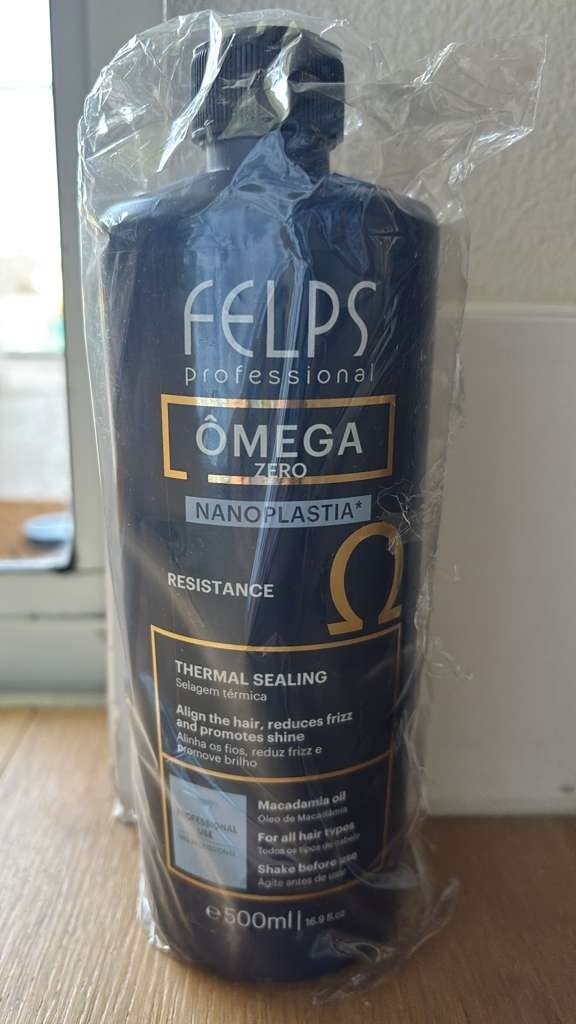 FELPS
professional
ÔMEGA
ZERO
NANOPLASTIA*
Ω
RESISTANCE
THERMAL SEALING
Selagem térmica
Align the hair, reduces frizz
and promotes shine
Alinha os fios, reduz frizz e
promove brilho
PROFESSIONAL
USE
Macadamia oil
Óleo de Macadâmia
For all hair types
Todos os tipos de cabelo
Shake before use
Agite antes de usar
e 500ml | 16.9 fl.oz